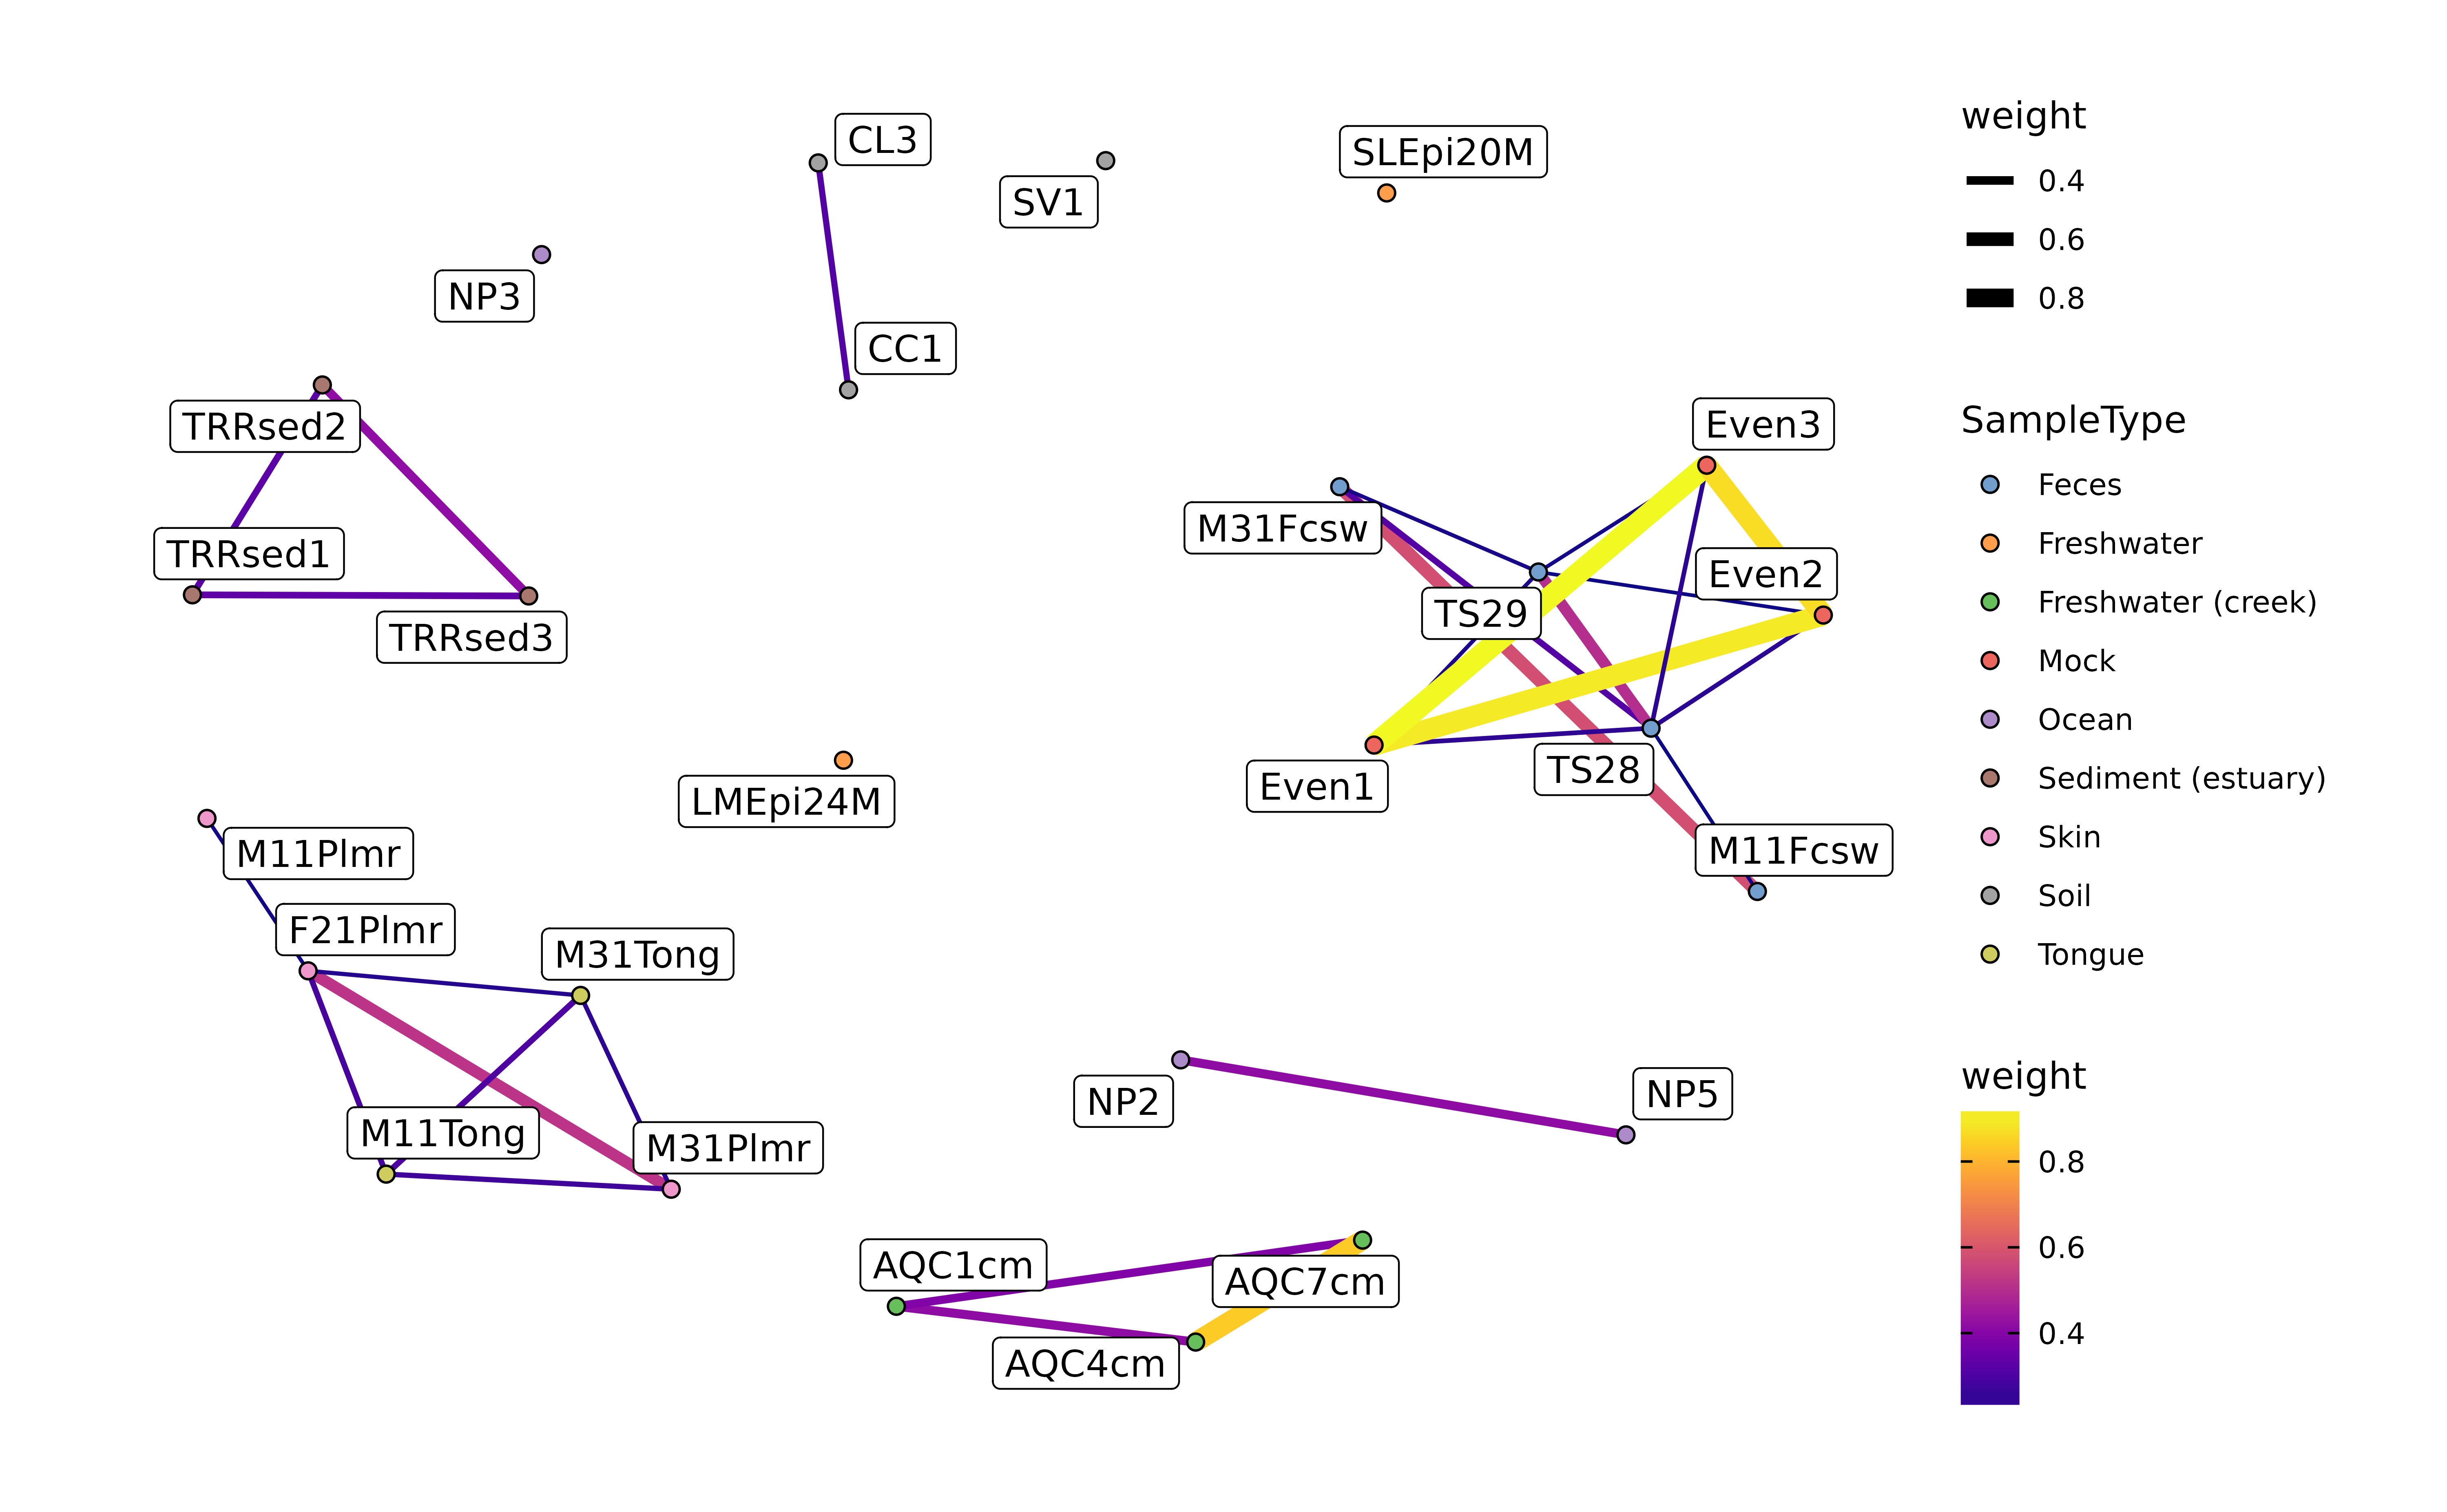 CL3
SV1
SLEpi20M
NP3
CC1
TRRsed2
TRRsed1
TRRsed3
Even3
M31Fcsw
Even2
TS29
Even1
TS28
M11Fcsw
LMEpi24M
M11Plmr
F21Plmr
M31Tong
M11Tong
M31Plmr
NP2
NP5
AQC1cm
AQC7cm
AQC4cm
weight
0.4
0.6
0.8
SampleType
Feces
Freshwater
Freshwater (creek)
Mock
Ocean
Sediment (estuary)
Skin
Soil
Tongue
weight
0.8
0.6
0.4